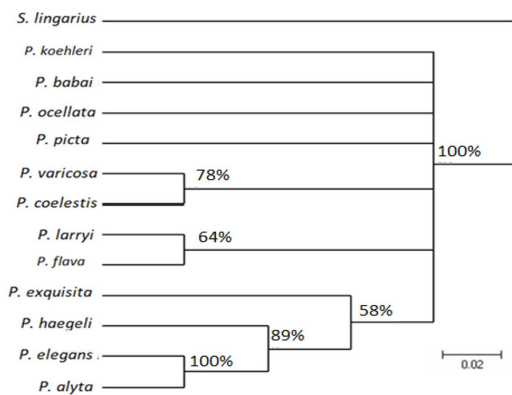 S. lingarius
P. koehleri
P. babai
P. ocellata
P. picta
100%
P. varicosa
78%
P. coelestis
P. larryi
64%
P. flava
P. exquisita
58%
P. haegeli
89%
P. elegans
100%
P. alyta
0.02